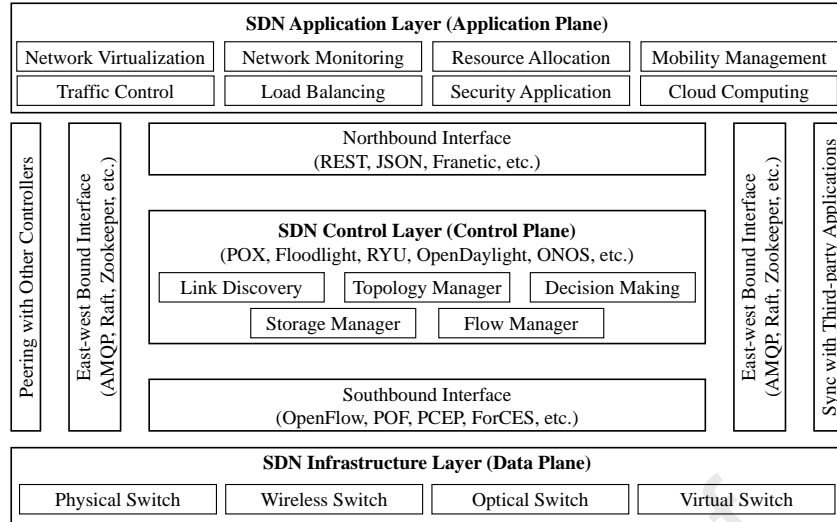 SDN Application Layer (Application Plane)
Network Virtualization
Network Monitoring
Resource Allocation
Mobility Management
Traffic Control
Load Balancing
Security Application
Cloud Computing
Peering with Other Controllers
East-west Bound Interface
(AMQP, Raft, Zookeeper, etc.)
Northbound Interface
(REST, JSON, Franetic, etc.)
SDN Control Layer (Control Plane)
(POX, Floodlight, RYU, OpenDaylight, ONOS, etc.)
Link Discovery
Topology Manager
Decision Making
Storage Manager
Flow Manager
Southbound Interface
(OpenFlow, POF, PCEP, ForCES, etc.)
East-west Bound Interface
(AMQP, Raft, Zookeeper, etc.)
Sync with Third-party Applications
SDN Infrastructure Layer (Data Plane)
Physical Switch
Wireless Switch
Optical Switch
Virtual Switch